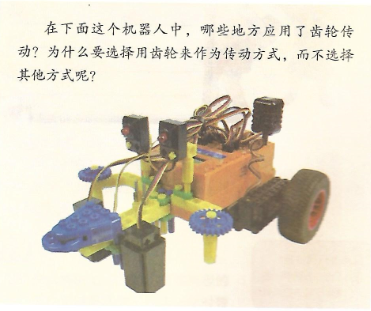 在下面这个机器人中，哪些地方应用了齿轮传
动？为什么要选择用齿轮来作为传动方式，而不选择
其他方式呢？